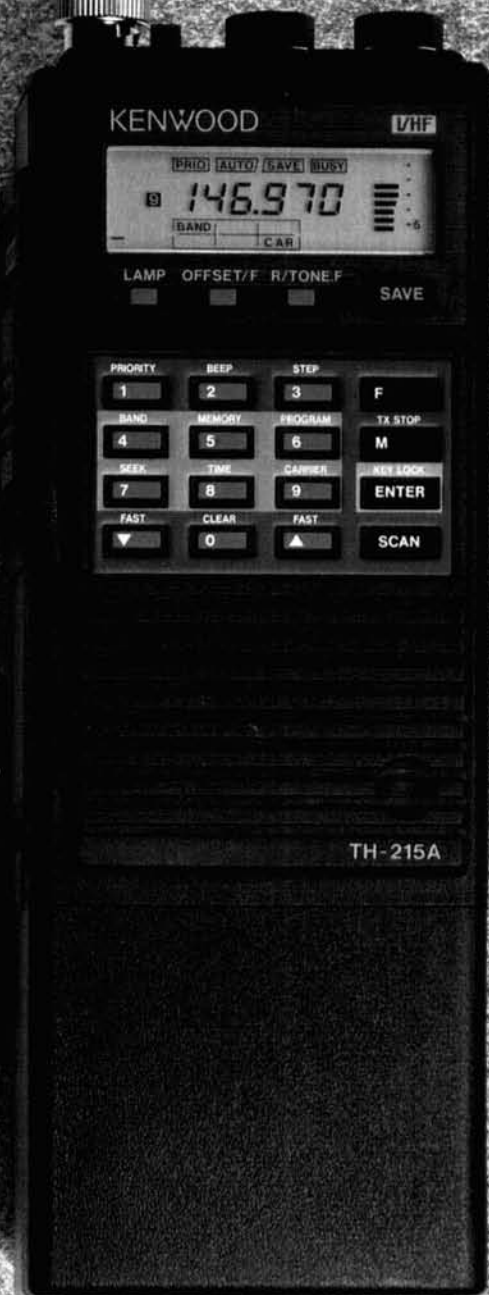 KENWOOD VHF
PRIO AUTO SAVE BUSY
9 146.970
+6
BAND
CAR
LAMP OFFSET/F R/TONE.F
SAVE
PRIORITY BEEP STEP
1 2 3 F
BAND MEMORY PROGRAM TX STOP
4 5 6 M
SEEK TIME CARRIER KEY LOCK
7 8 9 ENTER
FAST CLEAR FAST
▼ 0 ▲ SCAN
TH-215A